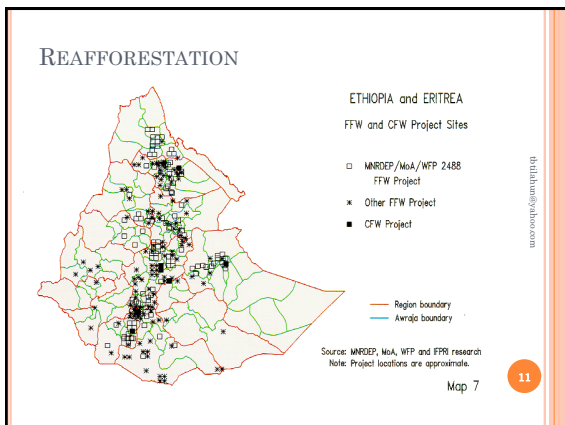 REAFFORESTATION
ETHIOPIA and ERITREA
FFW and CFW Project Sites
MNRDEP/MoA/WFP 2488
FFW Project
Other FFW Project
CFW Project
Region boundary
Awraja boundary
Source: MNRDEP, MoA, WFP and IFPRI research
Note: Project locations are approximate.
Map 7
tbtilahun@yahoo.com
11